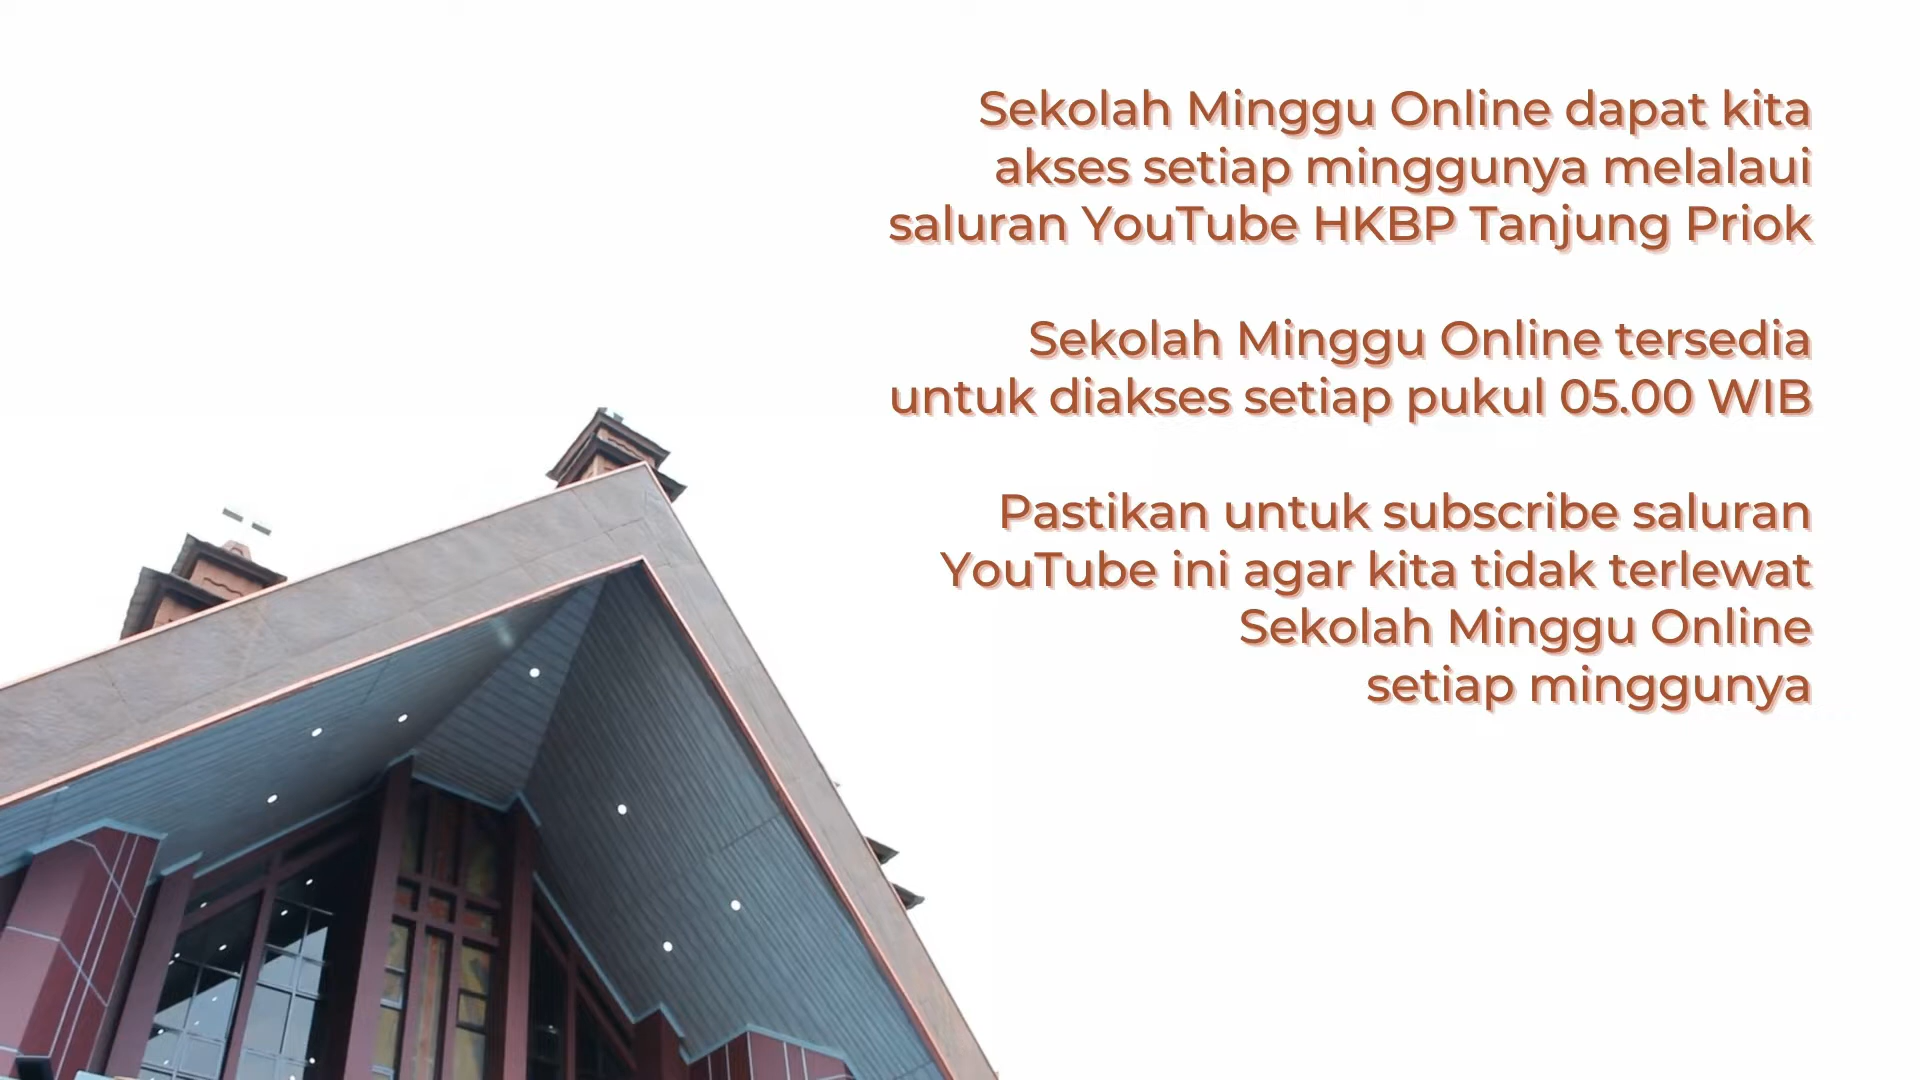 Sekolah Minggu Online dapat kita
akses setiap minggunya melalaui
saluran YouTube HKBP Tanjung Priok
Sekolah Minggu Online tersedia
untuk diakses setiap pukul 05.00 WIB
Pastikan untuk subscribe saluran
YouTube ini agar kita tidak terlewat
Sekolah Minggu Online
setiap minggunya